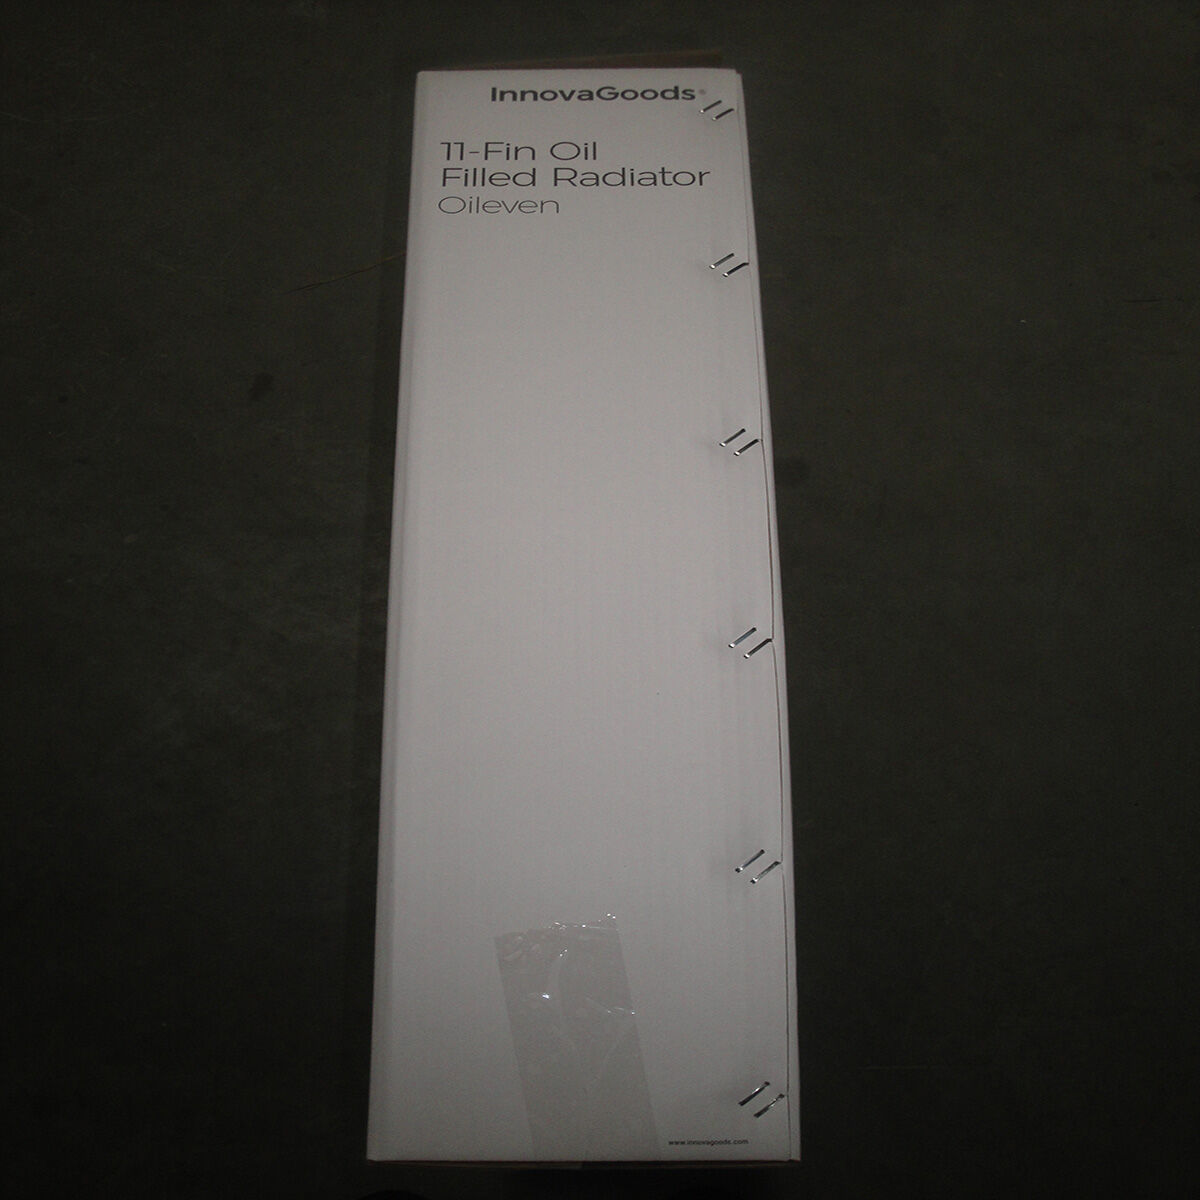 InnovaGoods®
11-Fin Oil
Filled Radiator
Oileven
www.innovagoods.com